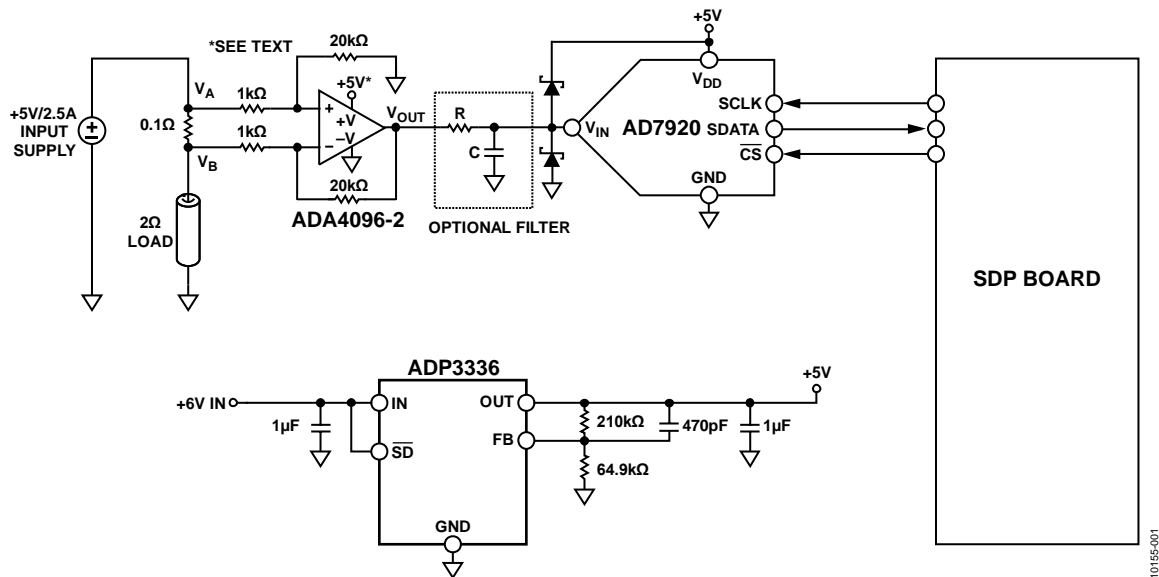 +5V/2.5A
INPUT
SUPPLY
V_A
0.1Ω
V_B
2Ω
LOAD
*SEE TEXT
1kΩ
1kΩ
20kΩ
+5V*
+
+V
−V
−
20kΩ
ADA4096-2
V_OUT
R
C
OPTIONAL FILTER
+5V
V_DD
V_IN
AD7920
SCLK
SDATA
CS
GND
SDP BOARD
ADP3336
+6V IN
1µF
IN
SD
GND
OUT
FB
210kΩ
64.9kΩ
470pF
1µF
+5V
10155-001